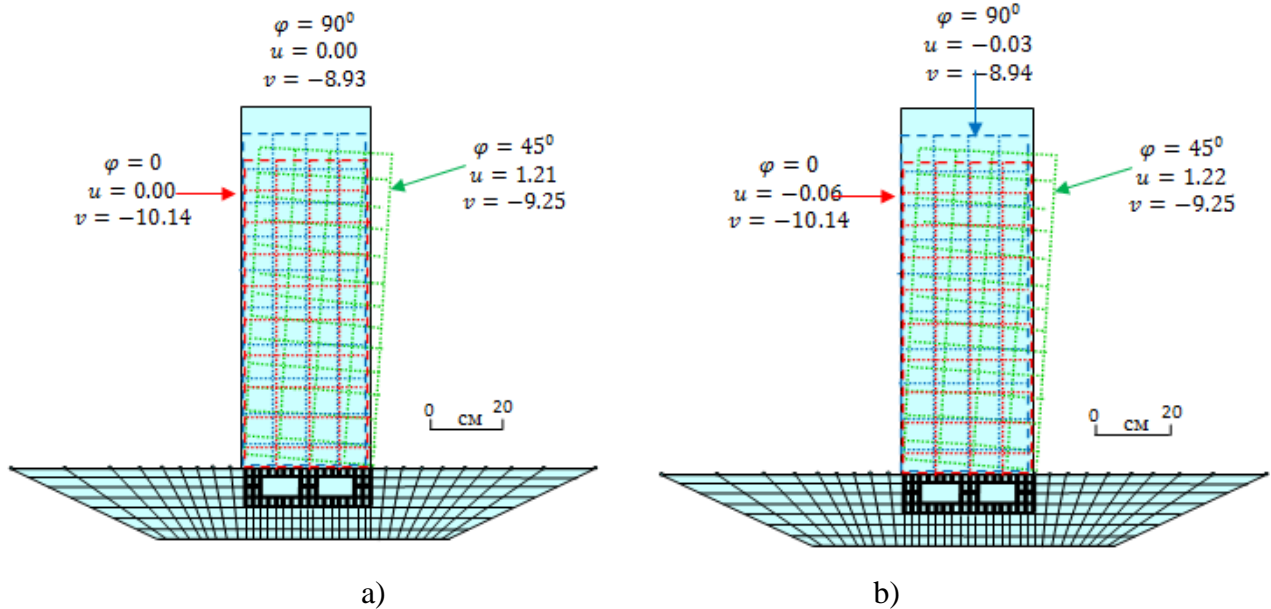 φ = 90⁰
u = 0.00
v = −8.93
φ = 0
u = 0.00
v = −10.14
φ = 45⁰
u = 1.21
v = −9.25
0 20
см
a)
φ = 90⁰
u = −0.03
v = −8.94
φ = 0
u = −0.06
v = −10.14
φ = 45⁰
u = 1.22
v = −9.25
0 20
см
b)